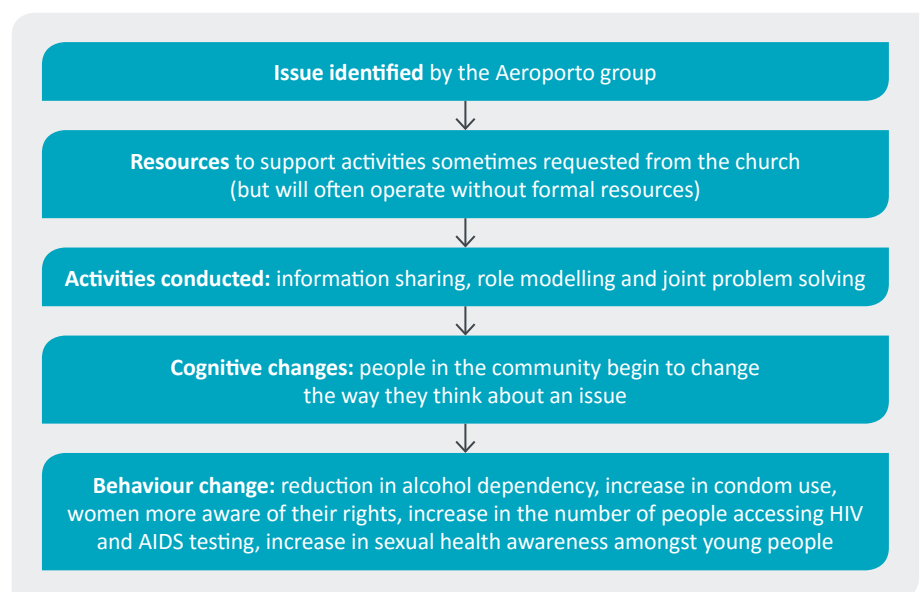 Issue identified by the Aeroporto group
Resources to support activities sometimes requested from the church
(but will often operate without formal resources)
Activities conducted: information sharing, role modelling and joint problem solving
Cognitive changes: people in the community begin to change
the way they think about an issue
Behaviour change: reduction in alcohol dependency, increase in condom use,
women more aware of their rights, increase in the number of people accessing HIV
and AIDS testing, increase in sexual health awareness amongst young people